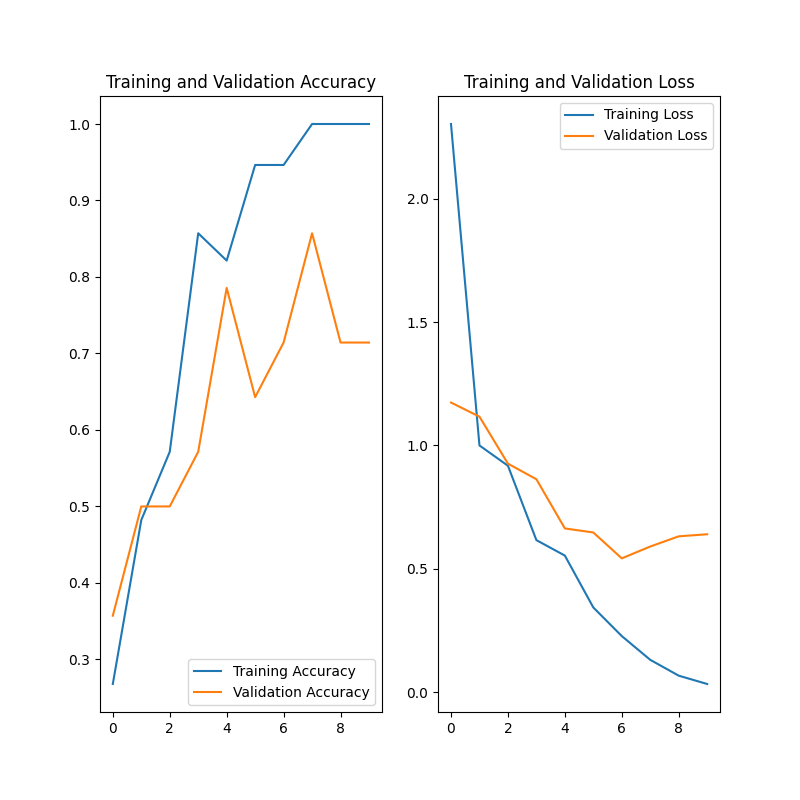 Training and Validation Accuracy
1.0
0.9
0.8
0.7
0.6
0.5
0.4
0.3
Training Accuracy
Validation Accuracy
0 2 4 6 8
Training and Validation Loss
Training Loss
Validation Loss
2.0
1.5
1.0
0.5
0.0
0 2 4 6 8